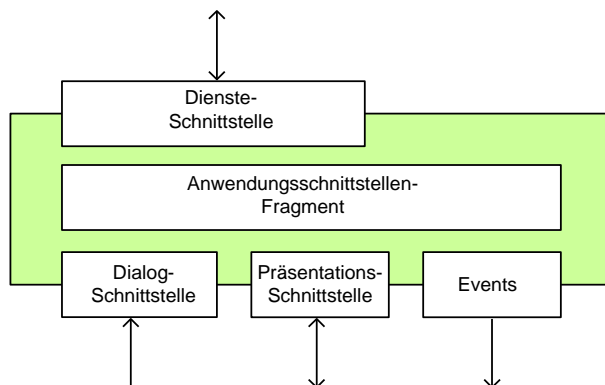 Dienste-
Schnittstelle
Anwendungsschnittstellen-
Fragment
Dialog-
Schnittstelle
Präsentations-
Schnittstelle
Events